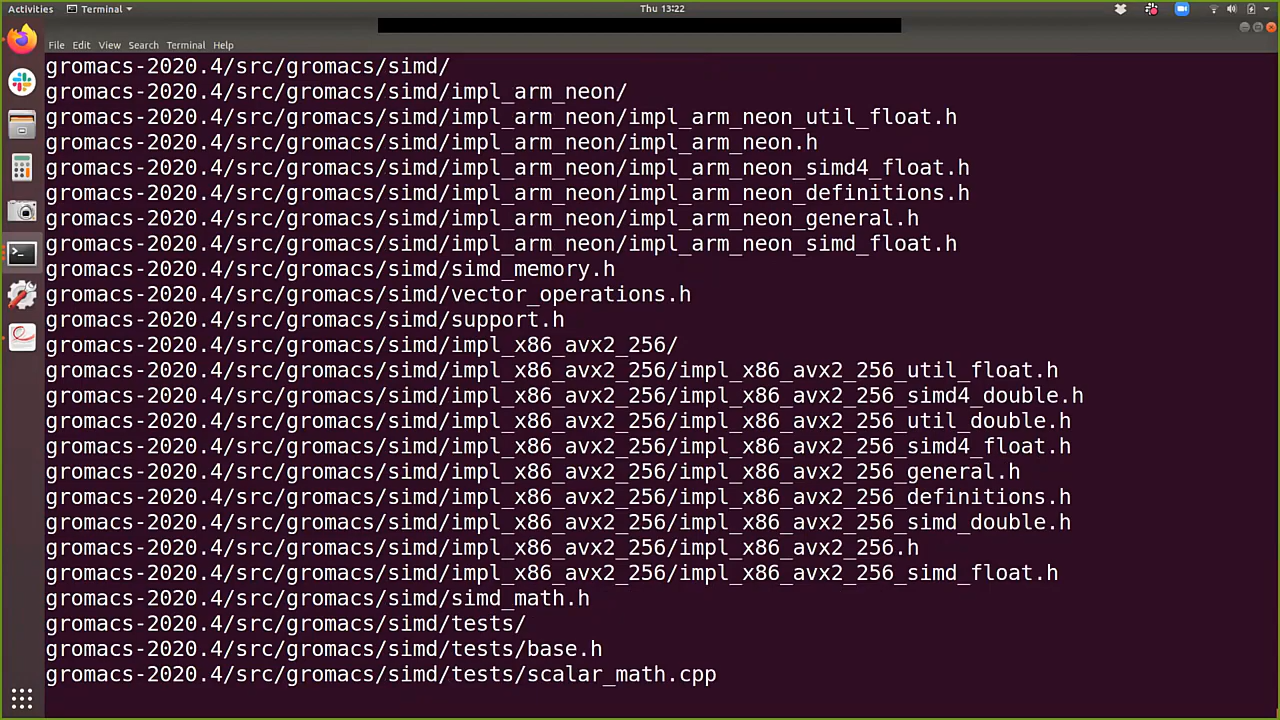 Activities Terminal Thu 13:22
File Edit View Search Terminal Help
gromacs-2020.4/src/gromacs/simd/
gromacs-2020.4/src/gromacs/simd/impl_arm_neon/
gromacs-2020.4/src/gromacs/simd/impl_arm_neon/impl_arm_neon_util_float.h
gromacs-2020.4/src/gromacs/simd/impl_arm_neon/impl_arm_neon.h
gromacs-2020.4/src/gromacs/simd/impl_arm_neon/impl_arm_neon_simd4_float.h
gromacs-2020.4/src/gromacs/simd/impl_arm_neon/impl_arm_neon_definitions.h
gromacs-2020.4/src/gromacs/simd/impl_arm_neon/impl_arm_neon_general.h
gromacs-2020.4/src/gromacs/simd/impl_arm_neon/impl_arm_neon_simd_float.h
gromacs-2020.4/src/gromacs/simd/simd_memory.h
gromacs-2020.4/src/gromacs/simd/vector_operations.h
gromacs-2020.4/src/gromacs/simd/support.h
gromacs-2020.4/src/gromacs/simd/impl_x86_avx2_256/
gromacs-2020.4/src/gromacs/simd/impl_x86_avx2_256/impl_x86_avx2_256_util_float.h
gromacs-2020.4/src/gromacs/simd/impl_x86_avx2_256/impl_x86_avx2_256_simd4_double.h
gromacs-2020.4/src/gromacs/simd/impl_x86_avx2_256/impl_x86_avx2_256_util_double.h
gromacs-2020.4/src/gromacs/simd/impl_x86_avx2_256/impl_x86_avx2_256_simd4_float.h
gromacs-2020.4/src/gromacs/simd/impl_x86_avx2_256/impl_x86_avx2_256_general.h
gromacs-2020.4/src/gromacs/simd/impl_x86_avx2_256/impl_x86_avx2_256_definitions.h
gromacs-2020.4/src/gromacs/simd/impl_x86_avx2_256/impl_x86_avx2_256_simd_double.h
gromacs-2020.4/src/gromacs/simd/impl_x86_avx2_256/impl_x86_avx2_256.h
gromacs-2020.4/src/gromacs/simd/impl_x86_avx2_256/impl_x86_avx2_256_simd_float.h
gromacs-2020.4/src/gromacs/simd/simd_math.h
gromacs-2020.4/src/gromacs/simd/tests/
gromacs-2020.4/src/gromacs/simd/tests/base.h
gromacs-2020.4/src/gromacs/simd/tests/scalar_math.cpp